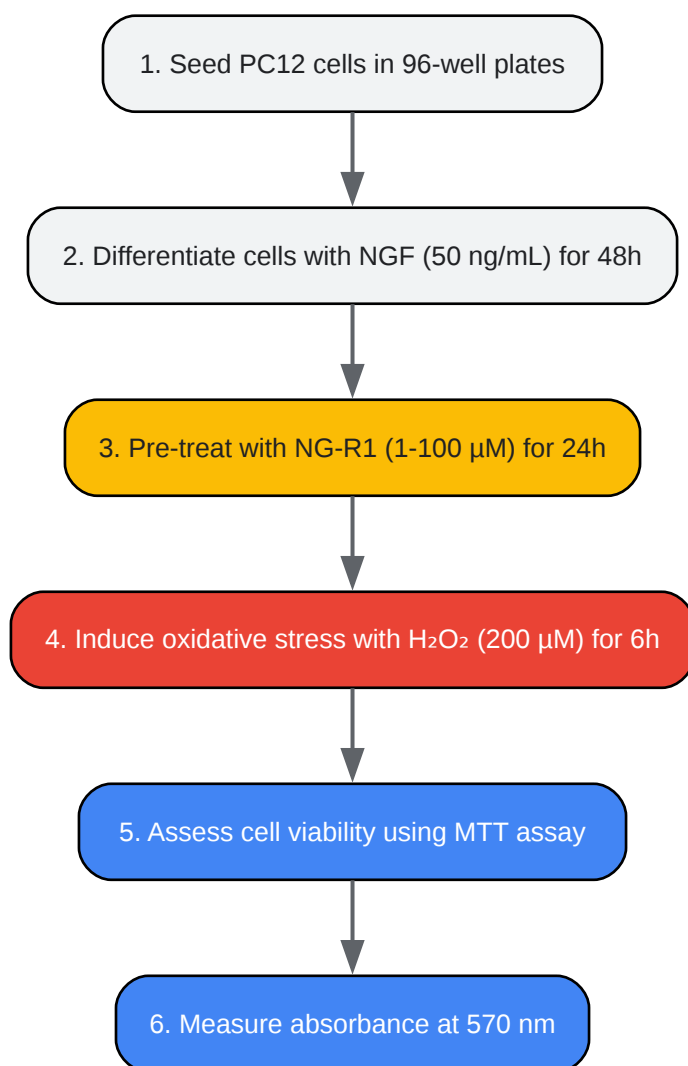 1. Seed PC12 cells in 96-well plates
2. Differentiate cells with NGF (50 ng/mL) for 48h
3. Pre-treat with NG-R1 (1-100 µM) for 24h
4. Induce oxidative stress with H₂O₂ (200 µM) for 6h
5. Assess cell viability using MTT assay
6. Measure absorbance at 570 nm